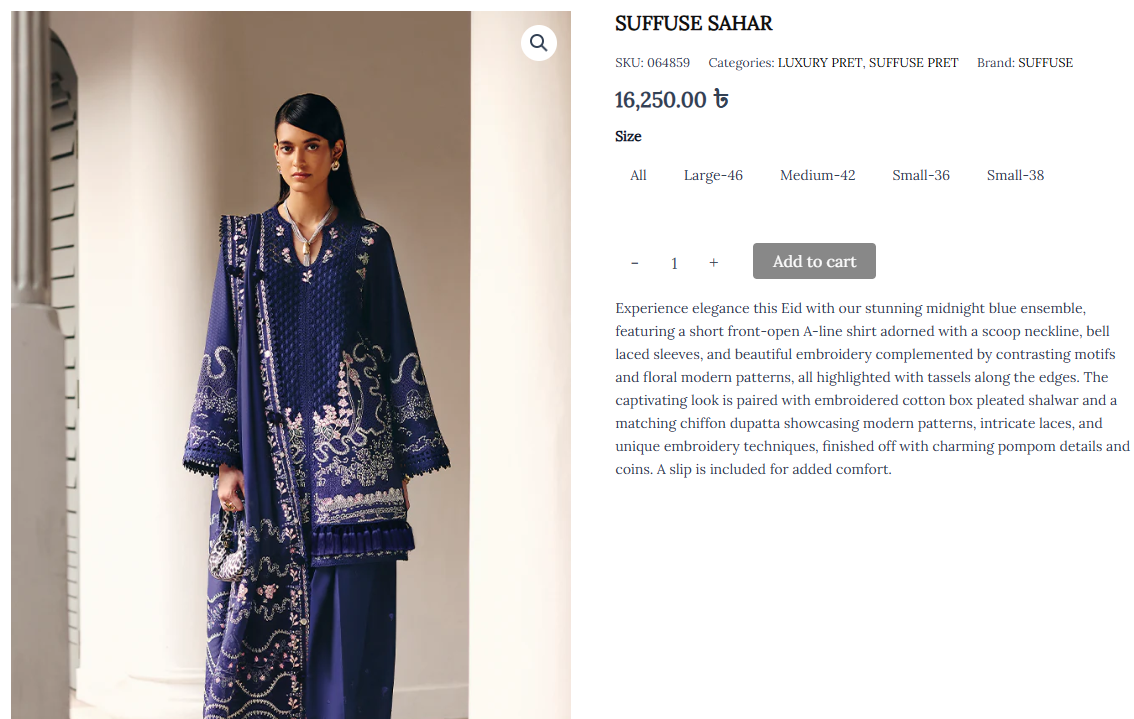 SUFFUSE SAHAR
SKU: 064859 Categories: LUXURY PRET, SUFFUSE PRET Brand: SUFFUSE
16,250.00 ৳
Size
All Large-46 Medium-42 Small-36 Small-38
- 1 + Add to cart
Experience elegance this Eid with our stunning midnight blue ensemble,
featuring a short front-open A-line shirt adorned with a scoop neckline, bell
laced sleeves, and beautiful embroidery complemented by contrasting motifs
and floral modern patterns, all highlighted with tassels along the edges. The
captivating look is paired with embroidered cotton box pleated shalwar and a
matching chiffon dupatta showcasing modern patterns, intricate laces, and
unique embroidery techniques, finished off with charming pompom details and
coins. A slip is included for added comfort.